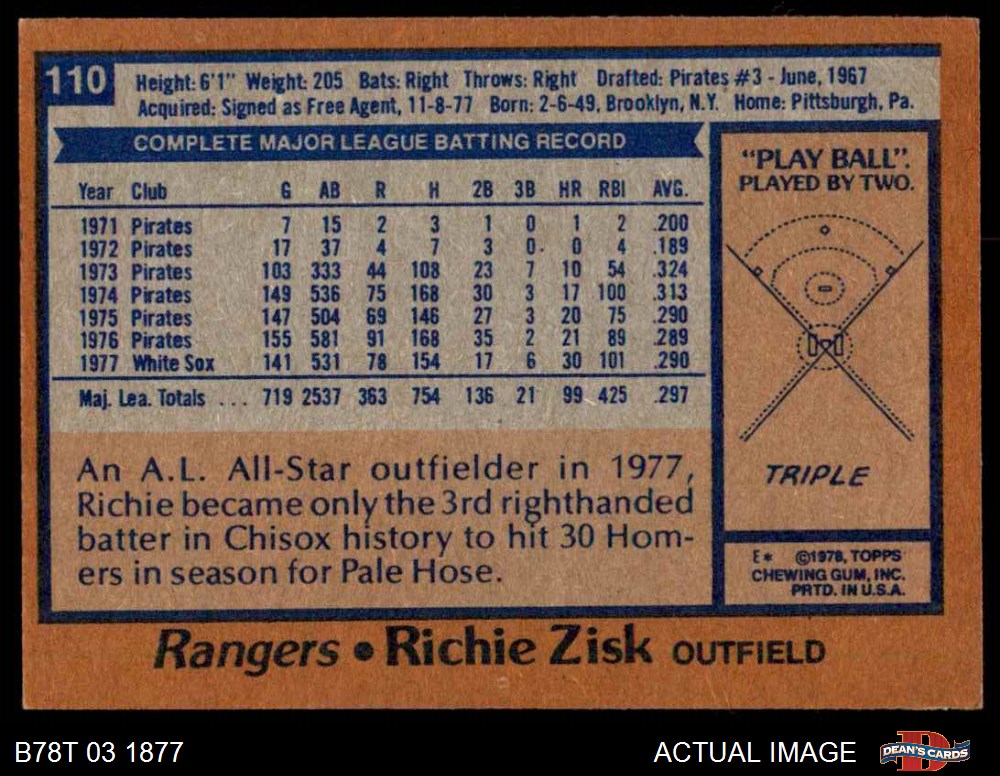 110
Height: 6'1" Weight: 205 Bats: Right Throws: Right Drafted: Pirates #3 - June, 1967
Acquired: Signed as Free Agent, 11-8-77 Born: 2-6-49, Brooklyn, N.Y. Home: Pittsburgh, Pa.
COMPLETE MAJOR LEAGUE BATTING RECORD
Year Club G AB R H 2B 3B HR RBI AVG.
1971 Pirates 7 15 2 3 1 0 1 2 .200
1972 Pirates 17 37 4 7 3 0 0 4 .189
1973 Pirates 103 333 44 108 23 7 10 54 .324
1974 Pirates 149 536 75 168 30 3 17 100 .313
1975 Pirates 147 504 69 146 27 3 20 75 .290
1976 Pirates 155 581 91 168 35 2 21 89 .289
1977 White Sox 141 531 78 154 17 6 30 101 .290
Maj. Lea. Totals ... 719 2537 363 754 136 21 99 425 .297
An A.L. All-Star outfielder in 1977,
Richie became only the 3rd righthanded
batter in Chisox history to hit 30 Hom-
ers in season for Pale Hose.
"PLAY BALL".
PLAYED BY TWO.
TRIPLE
E* ©1978, TOPPS
CHEWING GUM, INC.
PRTD. IN U.S.A.
Rangers • Richie Zisk OUTFIELD
B78T 03 1877
ACTUAL IMAGE
D
DEAN'S CARDS